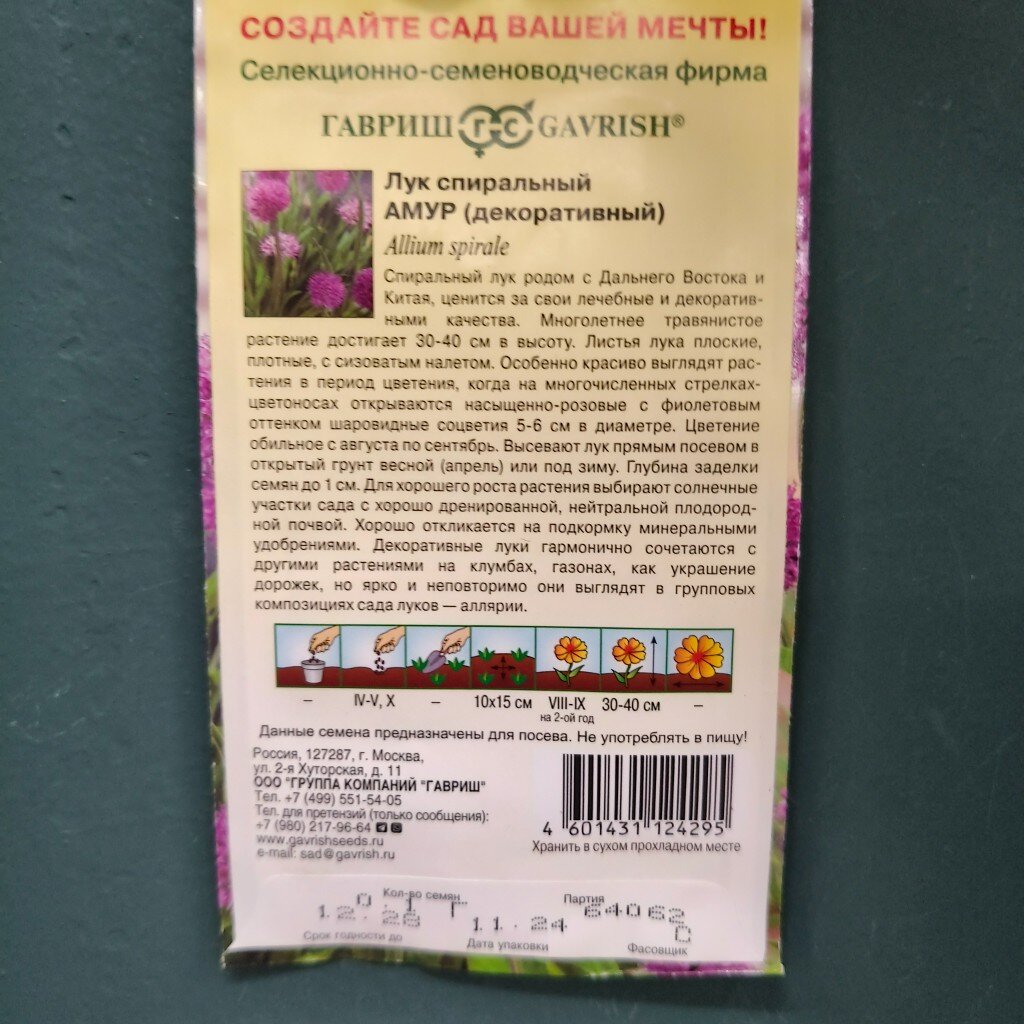 СОЗДАЙТЕ САД ВАШЕЙ МЕЧТЫ!
Селекционно-семеноводческая фирма
ГАВРИШ Г-С GAVRISH®
Лук спиральный
АМУР (декоративный)
Allium spirale
Спиральный лук родом с Дальнего Востока и
Китая, ценится за свои лечебные и декоратив-
ными качества. Многолетнее травянистое
растение достигает 30-40 см в высоту. Листья лука плоские,
плотные, с сизоватым налетом. Особенно красиво выглядят рас-
тения в период цветения, когда на многочисленных стрелках-
цветоносах открываются насыщенно-розовые с фиолетовым
оттенком шаровидные соцветия 5-6 см в диаметре. Цветение
обильное с августа по сентябрь. Высевают лук прямым посевом в
открытый грунт весной (апрель) или под зиму. Глубина заделки
семян до 1 см. Для хорошего роста растения выбирают солнечные
участки сада с хорошо дренированной, нейтральной плодород-
ной почвой. Хорошо откликается на подкормку минеральными
удобрениями. Декоративные луки гармонично сочетаются с
другими растениями на клумбах, газонах, как украшение
дорожек, но ярко и неповторимо они выглядят в групповых
композициях сада луков — аллярии.
– IV-V, X – 10х15 см VIII-IX 30-40 см –
на 2-ой год
Данные семена предназначены для посева. Не употреблять в пищу!
Россия, 127287, г. Москва,
ул. 2-я Хуторская, д. 11
ООО "ГРУППА КОМПАНИЙ "ГАВРИШ"
Тел. +7 (499) 551-54-05
Тел. для претензий (только сообщения):
+7 (980) 217-96-64
www.gavrishseeds.ru
e-mail: sad@gavrish.ru
4 601431 124295
Хранить в сухом прохладном месте
Кол-во семян
0.1 Г
Партия
64062
12.28
11.24
С
Срок годности до
Дата упаковки
Фасовщик